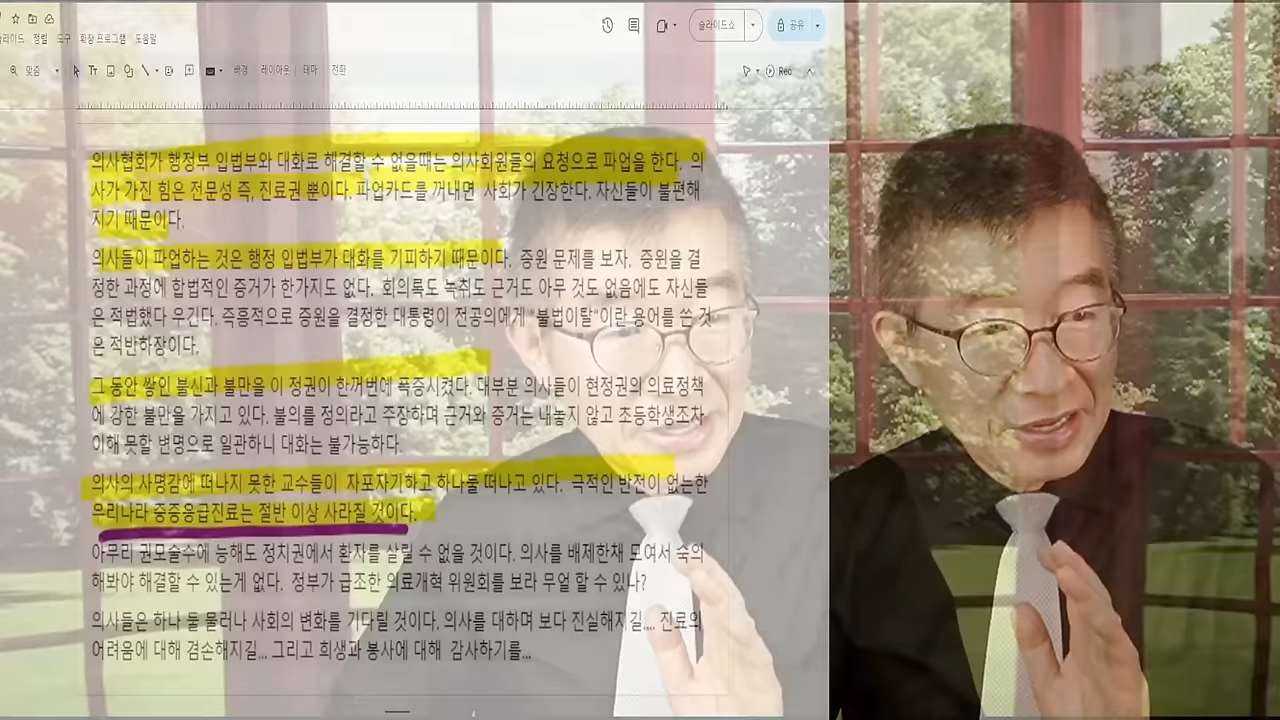 라이드 정렬 도구 확장 프로그램 도움말
슬라이드쇼
공유
맞춤
배경 레이아웃 테마 전환
Rec
의사협회가 행정부 입법부와 대화로 해결할 수 없을때는 의사회원들의 요청으로 파업을 한다. 의
사가 가진 힘은 전문성 즉, 진료권 뿐이다. 파업카드를 꺼내면 사회가 긴장한다. 자신들이 불편해
지기 때문이다.
의사들이 파업하는 것은 행정 입법부가 대화를 기피하기 때문이다. 증원 문제를 보자. 증원을 결
정한 과정에 합법적인 증거가 한가지도 없다. 회의록도 녹취도 근거도 아무 것도 없음에도 자신들
은 적법했다 우긴다. 즉흥적으로 증원을 결정한 대통령이 전공의에게 "불법이탈"이란 용어를 쓴 것
은 적반하장이다.
그 동안 쌓인 불신과 불만을 이 정권이 한꺼번에 폭증시켰다. 대부분 의사들이 현정권의 의료정책
에 강한 불만을 가지고 있다. 불의를 정의라고 주장하며 근거와 증거는 내놓지 않고 초등학생조차
이해 못할 변명으로 일관하니 대화는 불가능하다.
의사의 사명감에 떠나지 못한 교수들이 자포자기하고 하나둘 떠나고 있다. 극적인 반전이 없는한
우리나라 중증응급진료는 절반 이상 사라질 것이다.
아무리 권모술수에 능해도 정치권에서 환자를 살릴 수 없을 것이다. 의사를 배제한채 모여서 숙의
해봐야 해결할 수 있는게 없다. 정부가 급조한 의료개혁 위원회를 보라 무얼 할 수 있나?
의사들은 하나 둘 물러나 사회의 변화를 기다릴 것이다. 의사를 대하며 보다 진실해지길.... 진료의
어려움에 대해 겸손해지길... 그리고 희생과 봉사에 대해 감사하기를...